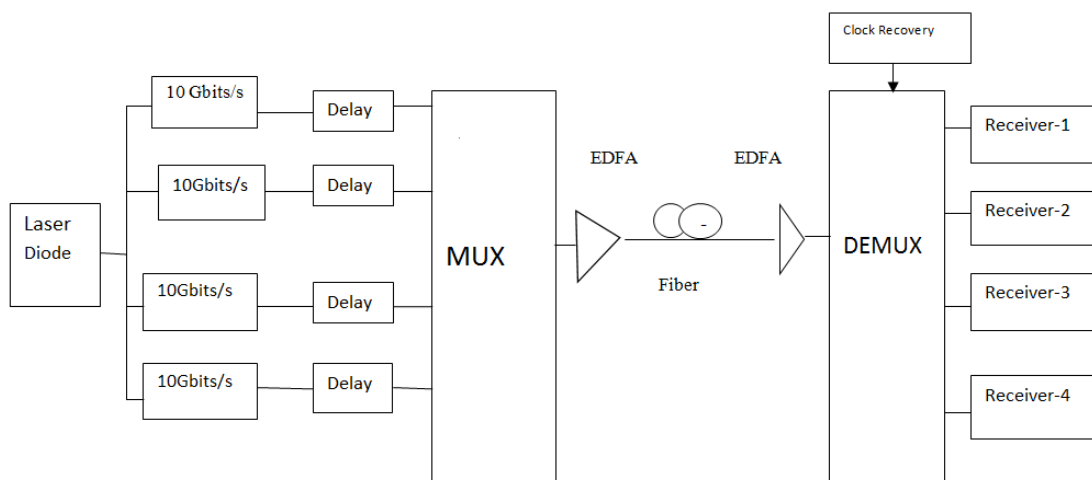 Clock Recovery
10 Gbits/s
Delay
Receiver-1
EDFA
EDFA
10Gbits/s
Delay
Receiver-2
Laser
Diode
MUX
DEMUX
Fiber
10Gbits/s
Delay
Receiver-3
10Gbits/s
Delay
Receiver-4